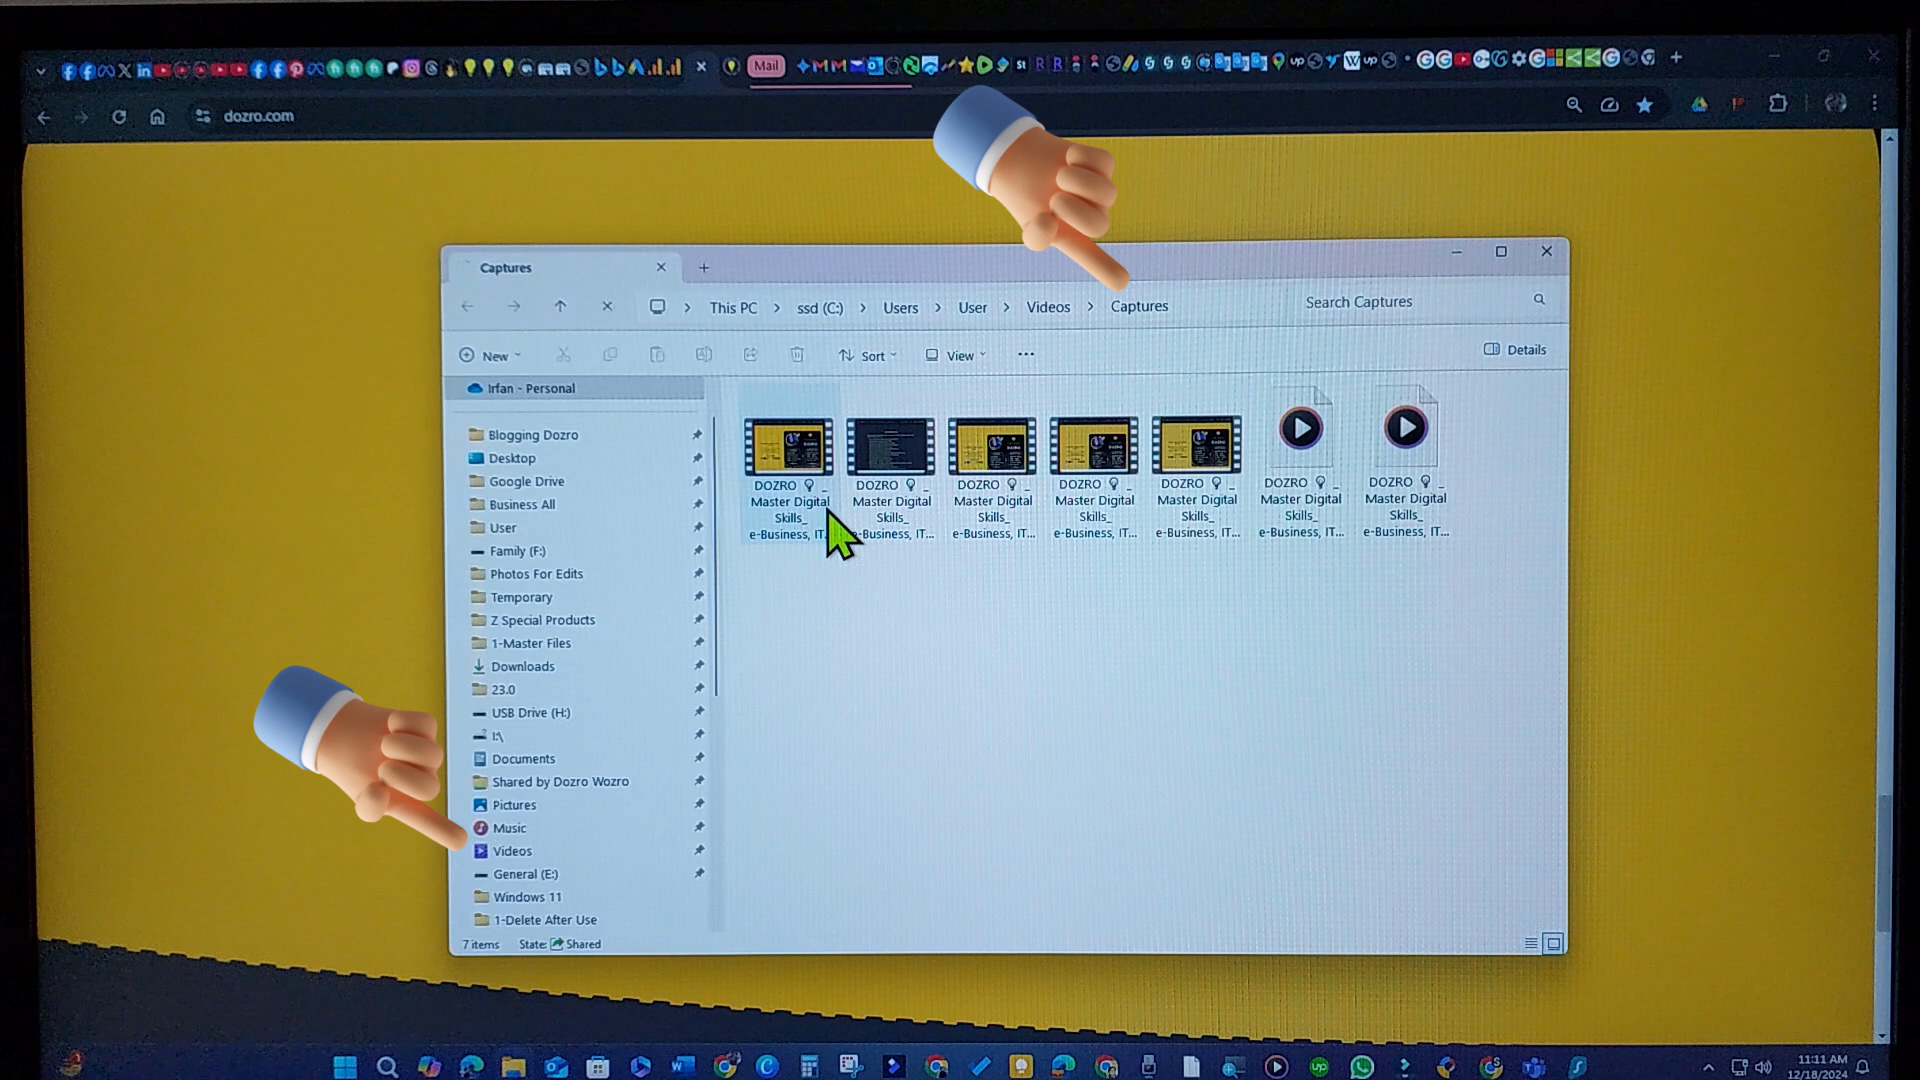 Mail
dozro.com
Captures
This PC > ssd (C:) > Users > User > Videos > Captures
Search Captures
New
Sort
View
Details
Irfan - Personal
Blogging Dozro
Desktop
Google Drive
Business All
User
Family (F:)
Photos For Edits
Temporary
Z Special Products
1-Master Files
Downloads
23.0
USB Drive (H:)
I:\
Documents
Shared by Dozro Wozro
Pictures
Music
Videos
General (E:)
Windows 11
1-Delete After Use
DOZRO _
Master Digital
Skills_
e-Business, IT...
DOZRO _
Master Digital
Skills_
e-Business, IT...
DOZRO _
Master Digital
Skills_
e-Business, IT...
DOZRO _
Master Digital
Skills_
e-Business, IT...
DOZRO _
Master Digital
Skills_
e-Business, IT...
DOZRO _
Master Digital
Skills_
e-Business, IT...
DOZRO _
Master Digital
Skills_
e-Business, IT...
7 items State: Shared
11:11 AM
12/18/2024